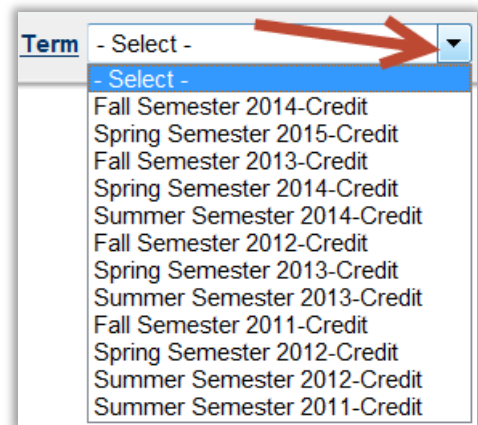 Term - Select -
- Select -
Fall Semester 2014-Credit
Spring Semester 2015-Credit
Fall Semester 2013-Credit
Spring Semester 2014-Credit
Summer Semester 2014-Credit
Fall Semester 2012-Credit
Spring Semester 2013-Credit
Summer Semester 2013-Credit
Fall Semester 2011-Credit
Spring Semester 2012-Credit
Summer Semester 2012-Credit
Summer Semester 2011-Credit